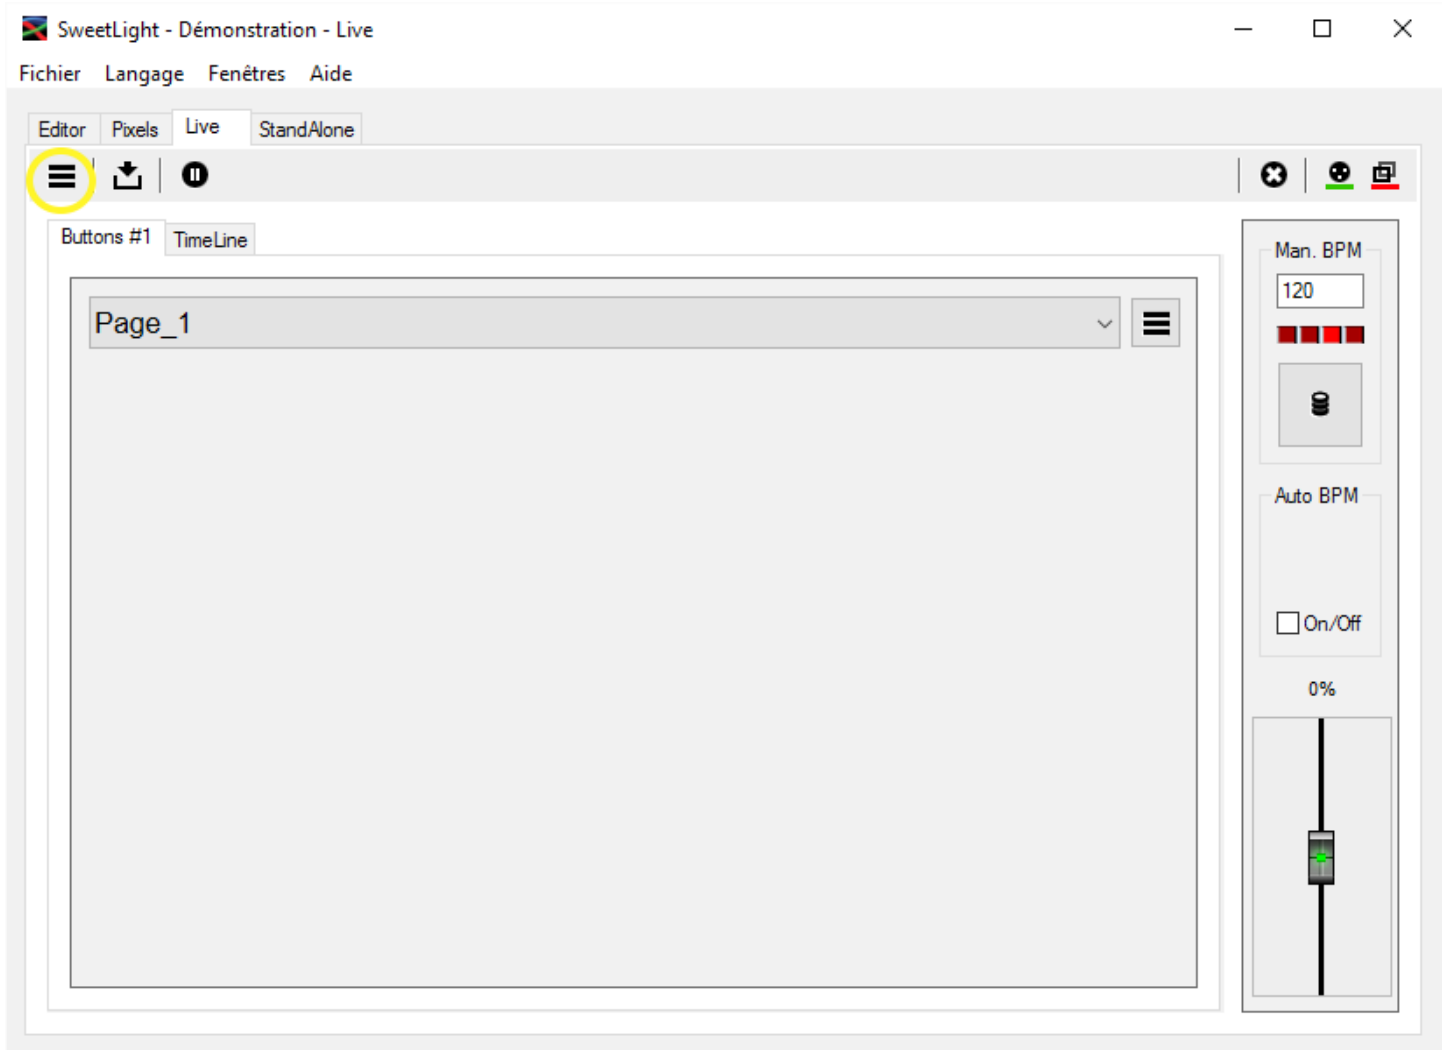 SweetLight - Démonstration - Live
Fichier Langage Fenêtres Aide
Editor Pixels Live StandAlone
Buttons #1 TimeLine
Page_1
Man. BPM
120
Auto BPM
On/Off
0%